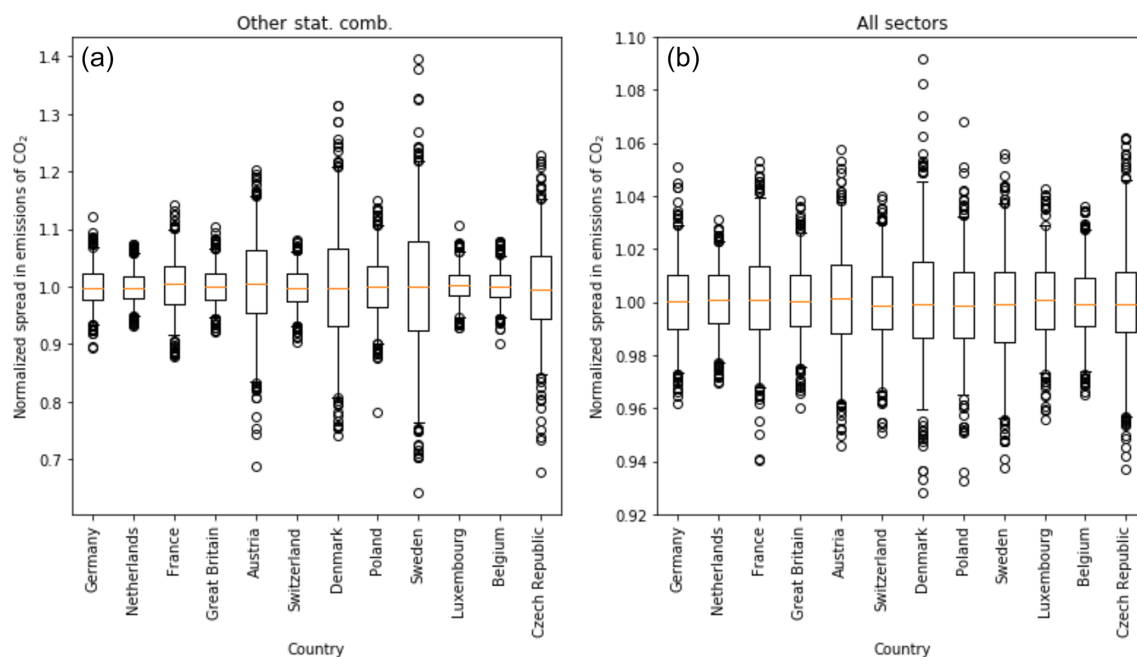 Other stat. comb.
(a)
Normalized spread in emissions of CO₂
1.4
1.3
1.2
1.1
1.0
0.9
0.8
0.7
Germany
Netherlands
France
Great Britain
Austria
Switzerland
Denmark
Poland
Sweden
Luxembourg
Belgium
Czech Republic
Country
All sectors
(b)
Normalized spread in emissions of CO₂
1.10
1.08
1.06
1.04
1.02
1.00
0.98
0.96
0.94
0.92
Germany
Netherlands
France
Great Britain
Austria
Switzerland
Denmark
Poland
Sweden
Luxembourg
Belgium
Czech Republic
Country